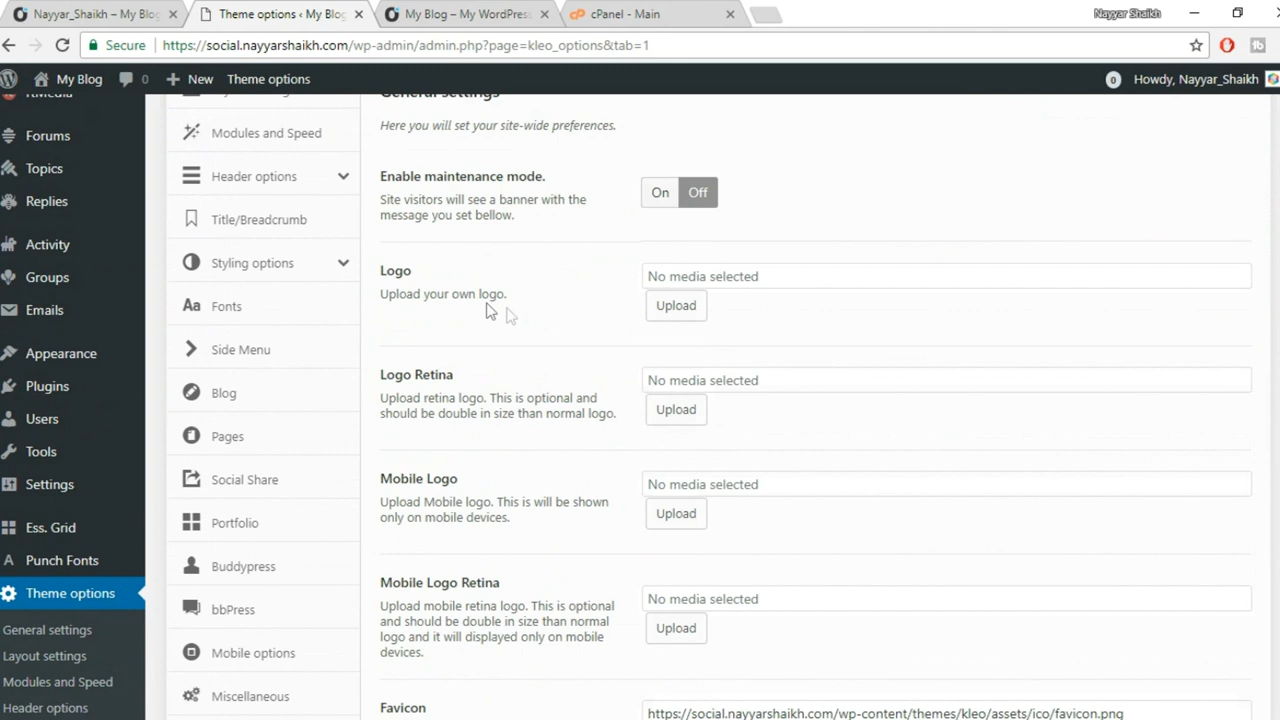 Nayyar_Shaikh – My Blo
Theme options ‹ My Blo
My Blog – My WordPres
cPanel - Main
Nayyar Shaikh
Secure
https://social.nayyarshaikh.com/wp-admin/admin.php?page=kleo_options&tab=1
My Blog
0
New
Theme options
0
Howdy, Nayyar_Shaikh
Forums
Topics
Replies
Activity
Groups
Emails
Appearance
Plugins
Users
Tools
Settings
Ess. Grid
Punch Fonts
Theme options
General settings
Layout settings
Modules and Speed
Header options
Modules and Speed
Header options
Title/Breadcrumb
Styling options
Aa Fonts
Side Menu
Blog
Pages
Social Share
Portfolio
Buddypress
bbPress
Mobile options
Miscellaneous
General settings
Here you will set your site-wide preferences.
Enable maintenance mode.
Site visitors will see a banner with the
message you set bellow.
On Off
Logo
Upload your own logo.
No media selected
Upload
Logo Retina
Upload retina logo. This is optional and
should be double in size than normal logo.
No media selected
Upload
Mobile Logo
Upload Mobile logo. This is will be shown
only on mobile devices.
No media selected
Upload
Mobile Logo Retina
Upload mobile retina logo. This is optional
and should be double in size than normal
logo and it will displayed only on mobile
devices.
No media selected
Upload
Favicon
https://social.nayyarshaikh.com/wp-content/themes/kleo/assets/ico/favicon.png